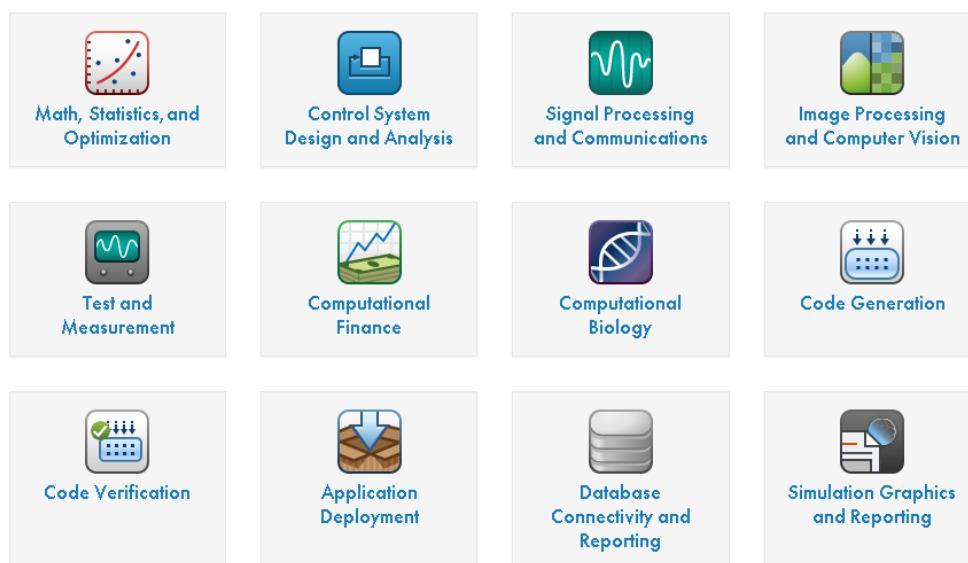 Math, Statistics, and
Optimization
Control System
Design and Analysis
Signal Processing
and Communications
Image Processing
and Computer Vision
Test and
Measurement
Computational
Finance
Computational
Biology
Code Generation
Code Verification
Application
Deployment
Database
Connectivity and
Reporting
Simulation Graphics
and Reporting